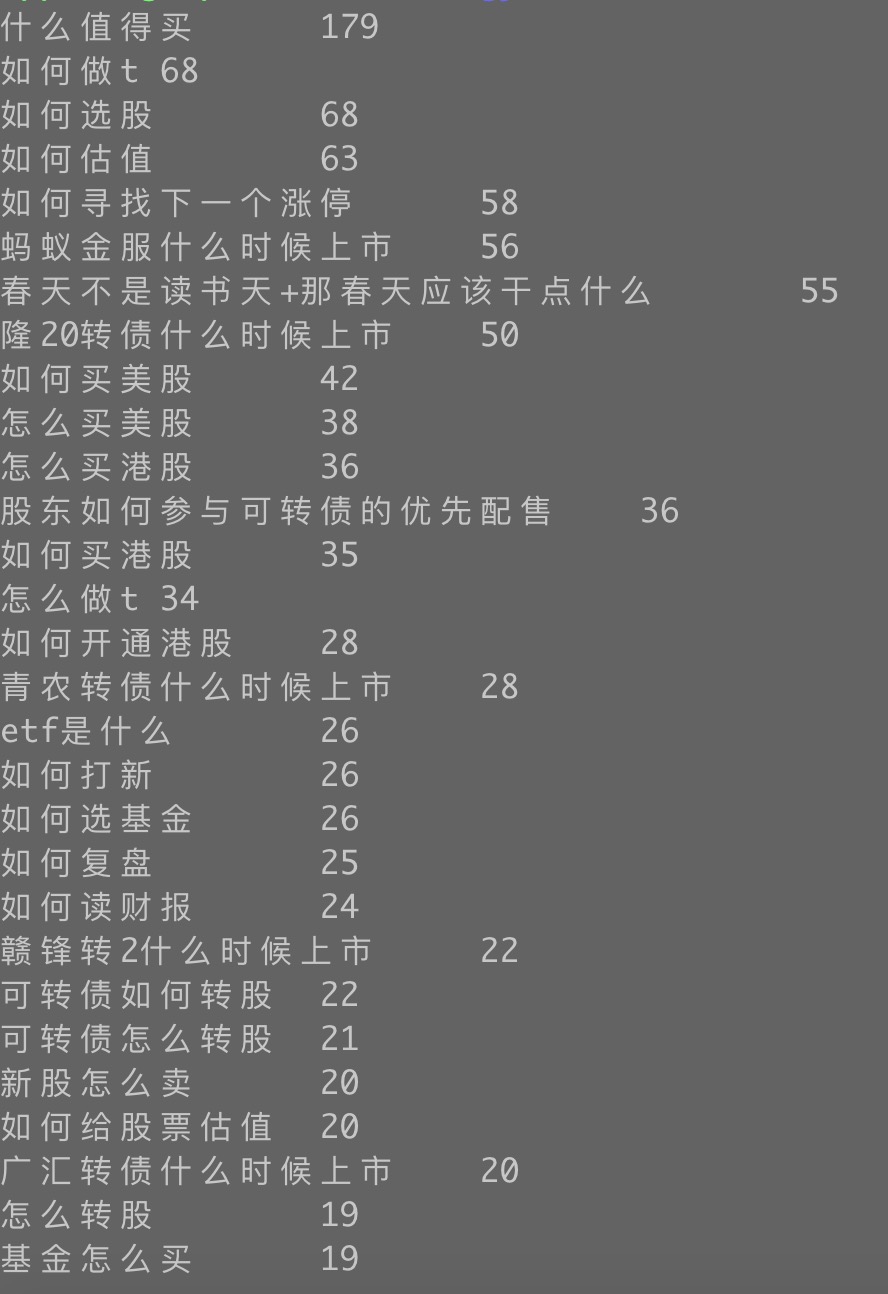 什么值得买 179
如何做t 68
如何选股 68
如何估值 63
如何寻找下一个涨停 58
蚂蚁金服什么时候上市 56
春天不是读书天+那春天应该干点什么 55
隆20转债什么时候上市 50
如何买美股 42
怎么买美股 38
怎么买港股 36
股东如何参与可转债的优先配售 36
如何买港股 35
怎么做t 34
如何开通港股 28
青农转债什么时候上市 28
etf是什么 26
如何打新 26
如何选基金 26
如何复盘 25
如何读财报 24
赣锋转2什么时候上市 22
可转债如何转股 22
可转债怎么转股 21
新股怎么卖 20
如何给股票估值 20
广汇转债什么时候上市 20
怎么转股 19
基金怎么买 19